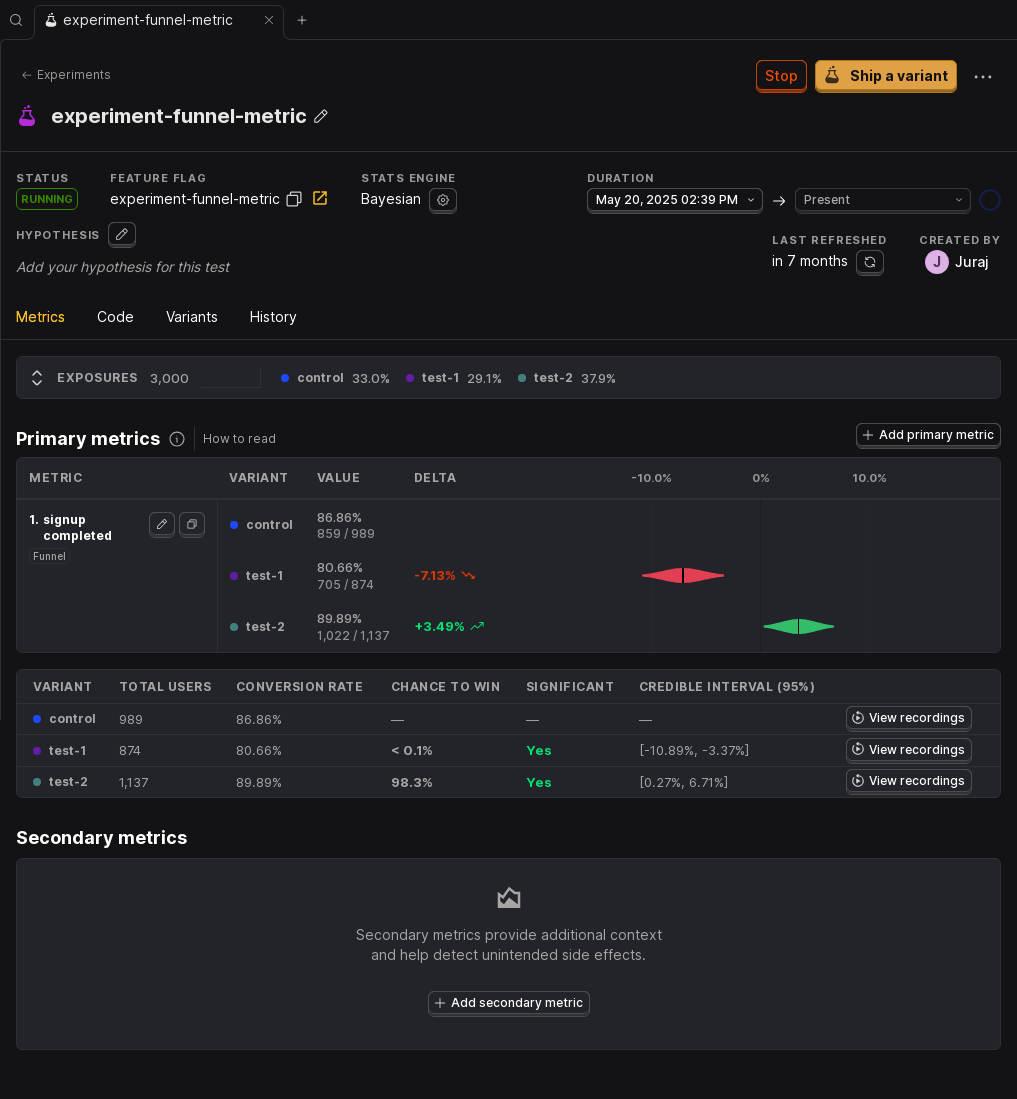 experiment-funnel-metric
← Experiments
Stop
Ship a variant
experiment-funnel-metric
STATUS
FEATURE FLAG
STATS ENGINE
DURATION
RUNNING
experiment-funnel-metric
Bayesian
May 20, 2025 02:39 PM → Present
HYPOTHESIS
LAST REFRESHED
CREATED BY
Add your hypothesis for this test
in 7 months
J Juraj
Metrics Code Variants History
EXPOSURES 3,000 control 33.0% test-1 29.1% test-2 37.9%
Primary metrics How to read
Add primary metric
METRIC VARIANT VALUE DELTA -10.0% 0% 10.0%
1. signup
completed
Funnel
control 86.86%
859 / 989
test-1 80.66% -7.13%
705 / 874
test-2 89.89% +3.49%
1,022 / 1,137
VARIANT TOTAL USERS CONVERSION RATE CHANCE TO WIN SIGNIFICANT CREDIBLE INTERVAL (95%)
control 989 86.86% — — — View recordings
test-1 874 80.66% < 0.1% Yes [-10.89%, -3.37%] View recordings
test-2 1,137 89.89% 98.3% Yes [0.27%, 6.71%] View recordings
Secondary metrics
Secondary metrics provide additional context
and help detect unintended side effects.
Add secondary metric